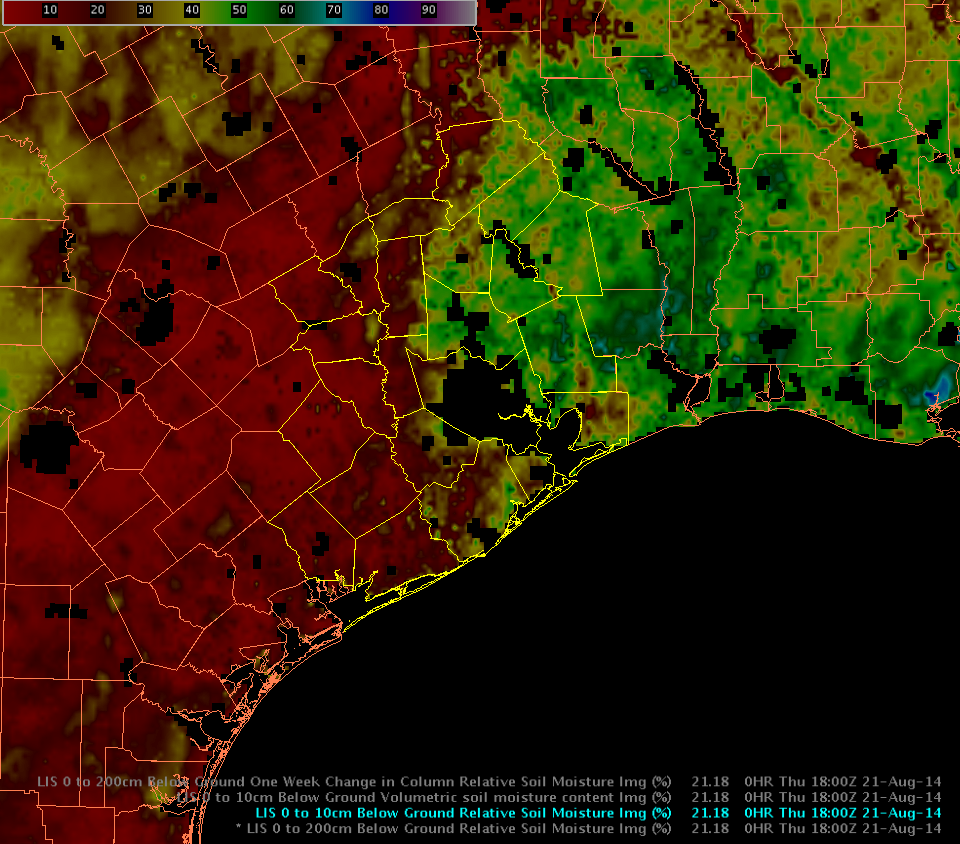 10 20 30 40 50 60 70 80 90
LIS 0 to 200cm Below Ground One Week Change in Column Relative Soil Moisture Img (%) 21.18 0HR Thu 18:00Z 21-Aug-14
LIS 0 to 10cm Below Ground Volumetric soil moisture content Img (%) 21.18 0HR Thu 18:00Z 21-Aug-14
LIS 0 to 10cm Below Ground Relative Soil Moisture Img (%) 21.18 0HR Thu 18:00Z 21-Aug-14
* LIS 0 to 200cm Below Ground Relative Soil Moisture Img (%) 21.18 0HR Thu 18:00Z 21-Aug-14